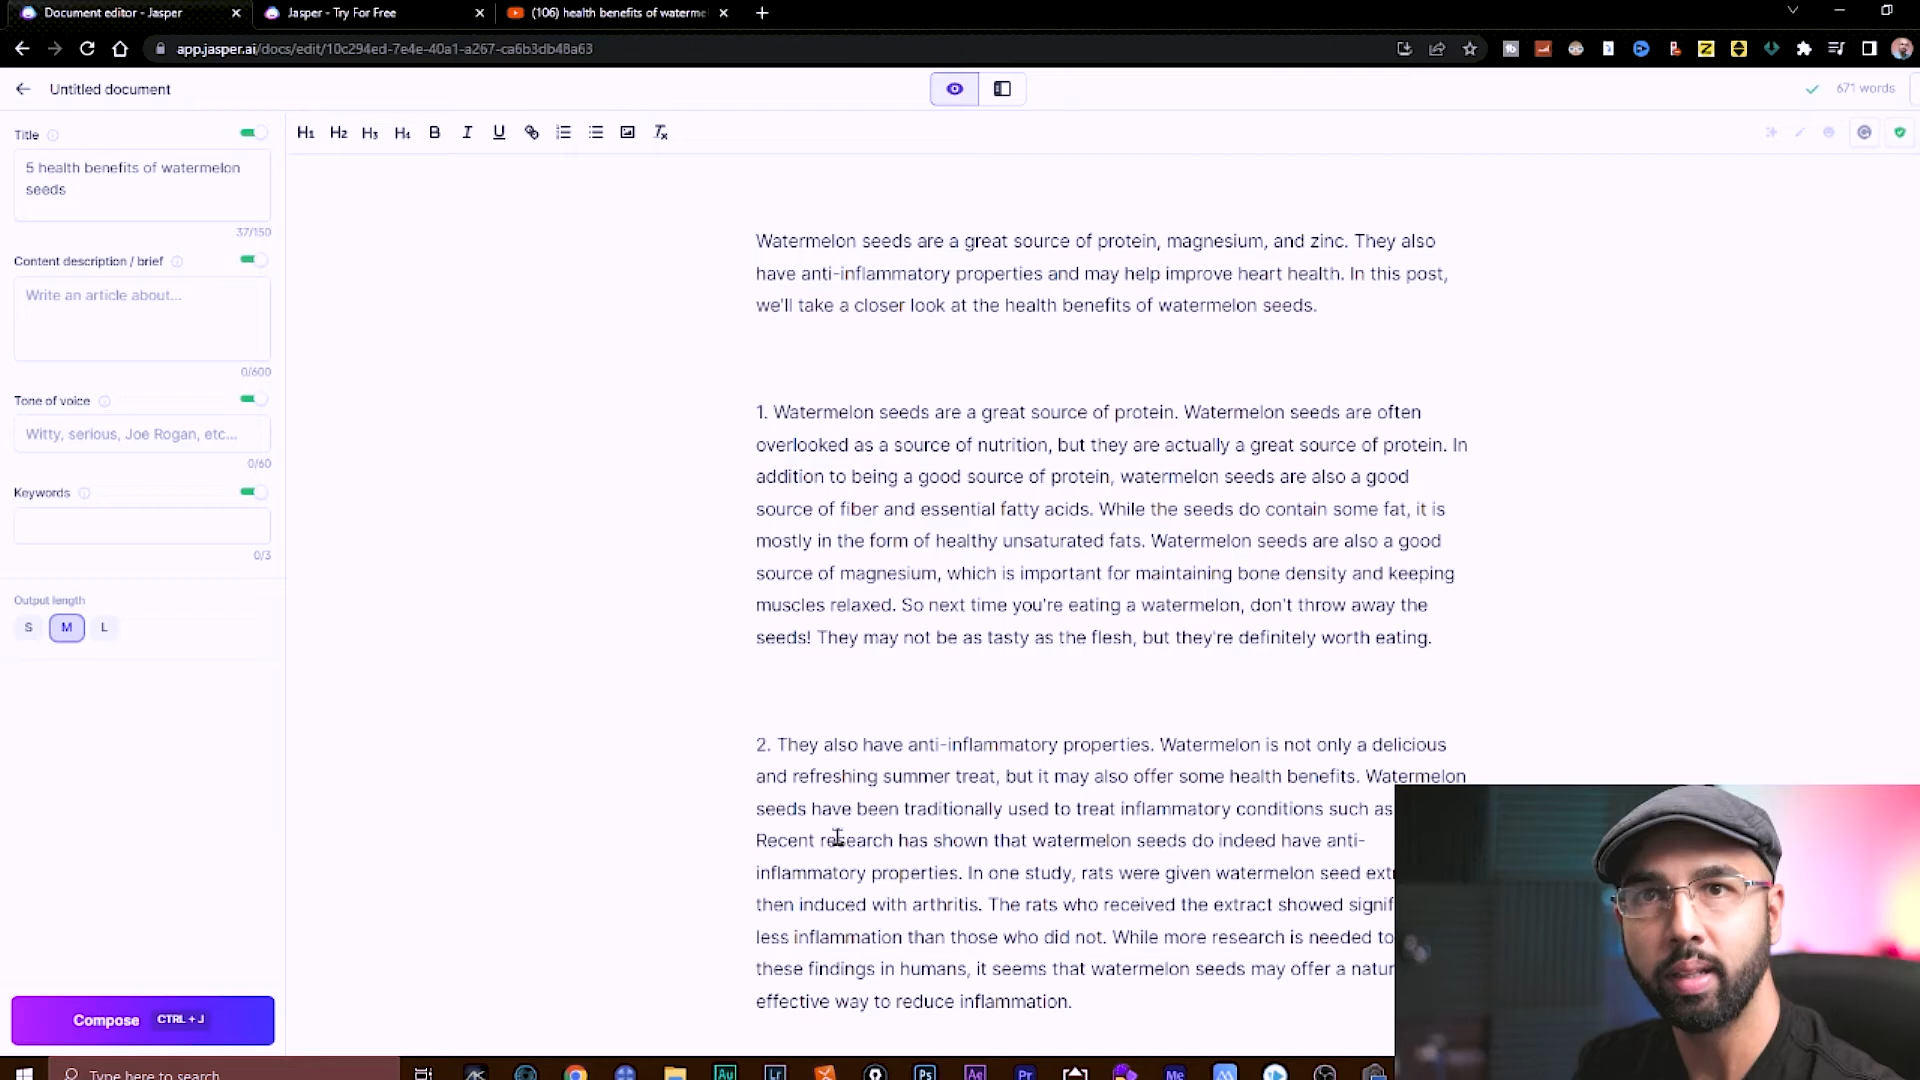 Document editor - Jasper
Jasper - Try For Free
(106) health benefits of waterme
app.jasper.ai/docs/edit/10c294ed-7e4e-40a1-a267-ca6b3db48a63
Untitled document
671 words
Title
H1 H2 H3 H4 B I U Tx
5 health benefits of watermelon
seeds
37/150
Content description / brief
Write an article about...
0/600
Tone of voice
Witty, serious, Joe Rogan, etc...
0/60
Keywords
0/3
Output length
S M L
Compose CTRL + J
Watermelon seeds are a great source of protein, magnesium, and zinc. They also
have anti-inflammatory properties and may help improve heart health. In this post,
we'll take a closer look at the health benefits of watermelon seeds.
1. Watermelon seeds are a great source of protein. Watermelon seeds are often
overlooked as a source of nutrition, but they are actually a great source of protein. In
addition to being a good source of protein, watermelon seeds are also a good
source of fiber and essential fatty acids. While the seeds do contain some fat, it is
mostly in the form of healthy unsaturated fats. Watermelon seeds are also a good
source of magnesium, which is important for maintaining bone density and keeping
muscles relaxed. So next time you're eating a watermelon, don't throw away the
seeds! They may not be as tasty as the flesh, but they're definitely worth eating.
2. They also have anti-inflammatory properties. Watermelon is not only a delicious
and refreshing summer treat, but it may also offer some health benefits. Watermelon
seeds have been traditionally used to treat inflammatory conditions such as
Recent research has shown that watermelon seeds do indeed have anti-
inflammatory properties. In one study, rats were given watermelon seed extr
then induced with arthritis. The rats who received the extract showed signif
less inflammation than those who did not. While more research is needed to
these findings in humans, it seems that watermelon seeds may offer a natur
effective way to reduce inflammation.
Type here to search
Au Lr Ps Ae Pr Me